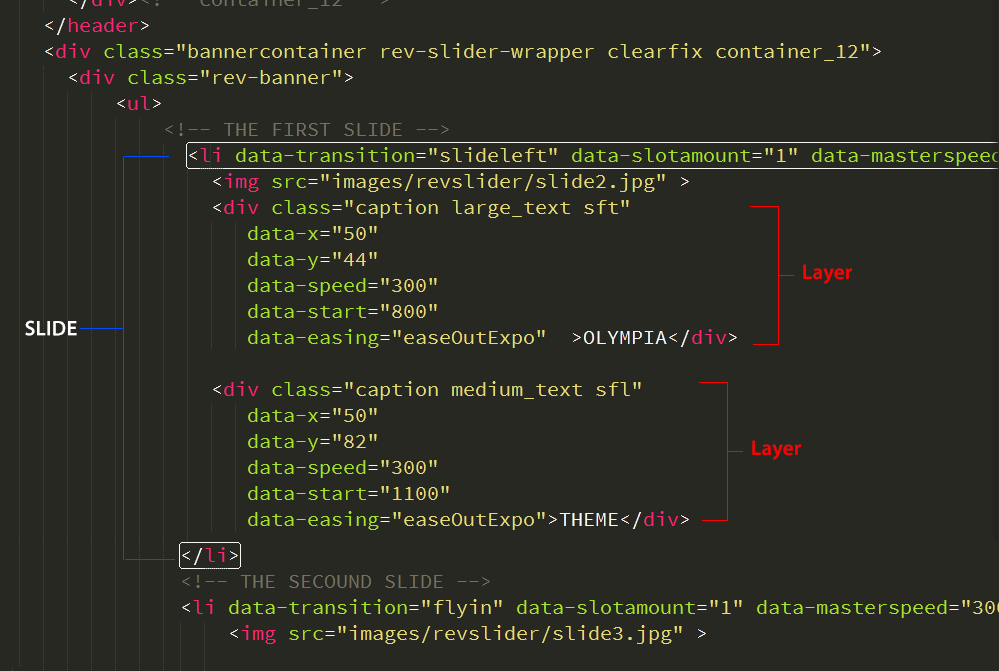 </div><!-- container_12 -->
</header>
<div class="bannercontainer rev-slider-wrapper clearfix container_12">
<div class="rev-banner">
<ul>
<!-- THE FIRST SLIDE -->
<li data-transition="slideleft" data-slotamount="1" data-masterspeed
<img src="images/revslider/slide2.jpg" >
<div class="caption large_text sft"
data-x="50"
data-y="44"
Layer
data-speed="300"
data-start="800"
SLIDE
data-easing="easeOutExpo"  >OLYMPIA</div>
<div class="caption medium_text sfl"
data-x="50"
data-y="82"
Layer
data-speed="300"
data-start="1100"
data-easing="easeOutExpo">THEME</div>
</li>
<!-- THE SECOUND SLIDE -->
<li data-transition="flyin" data-slotamount="1" data-masterspeed="300
<img src="images/revslider/slide3.jpg" >